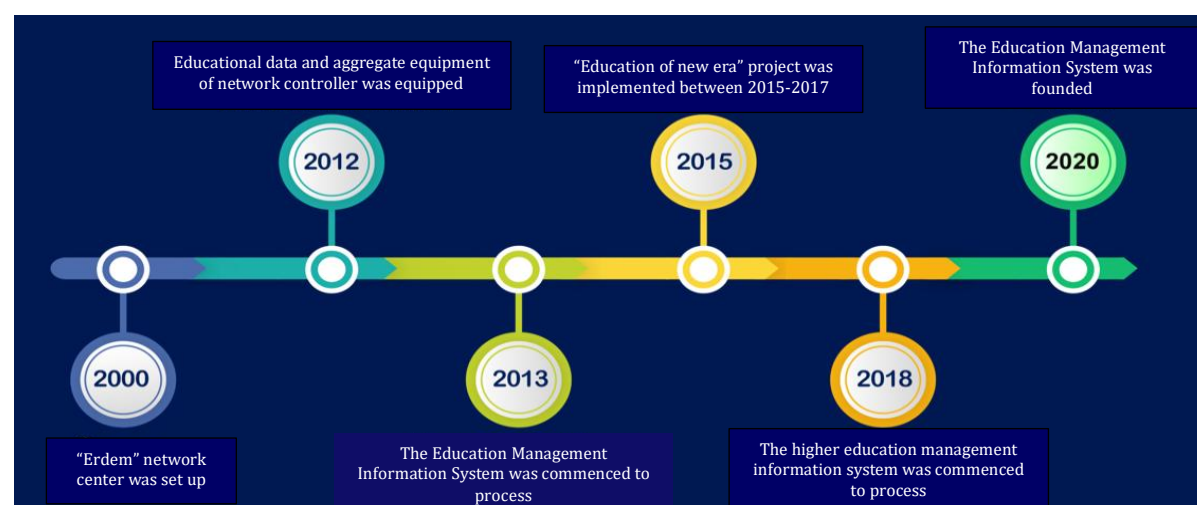 Educational data and aggregate equipment
of network controller was equipped
“Education of new era” project was
implemented between 2015-2017
The Education Management
Information System was
founded
2012
2015
2020
2000
2013
2018
“Erdem” network
center was set up
The Education Management
Information System was commenced to
process
The higher education management
information system was commenced
to process